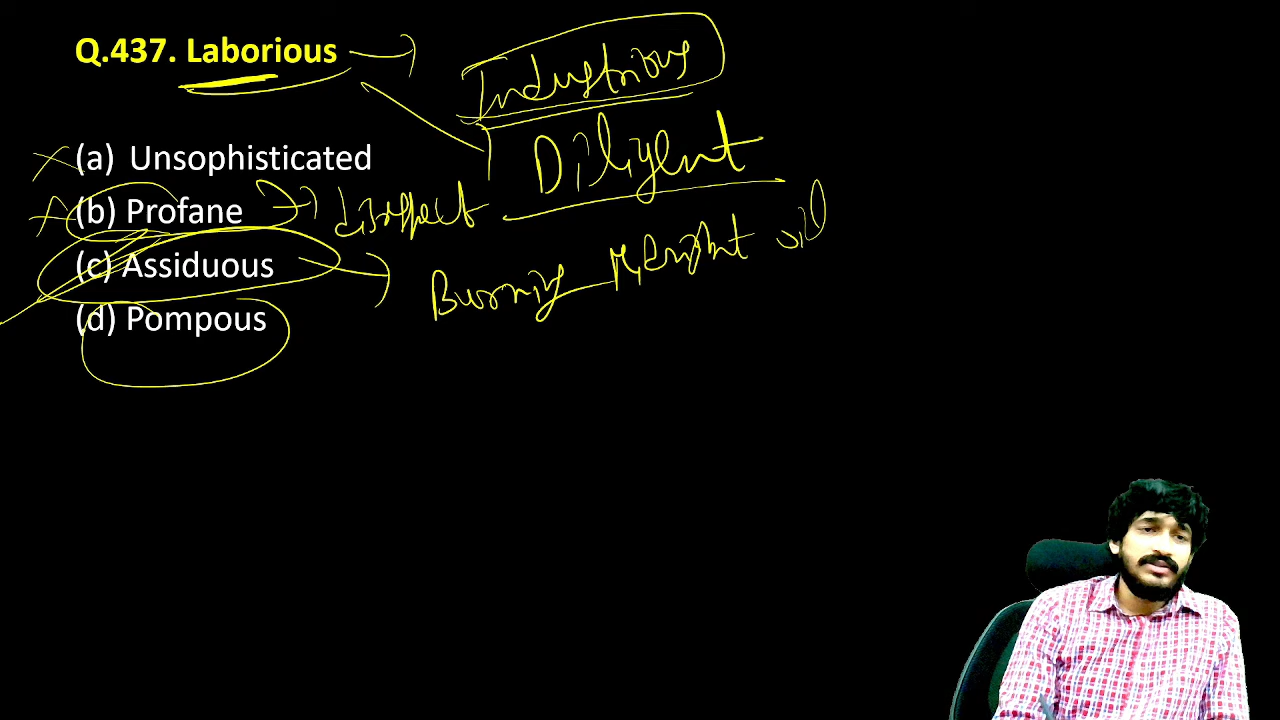 Q.437. Laborious
Industrious
Diligent
(a) Unsophisticated
(b) Profane
disrespect
(c) Assiduous
Burning Midnight oil
(d) Pompous